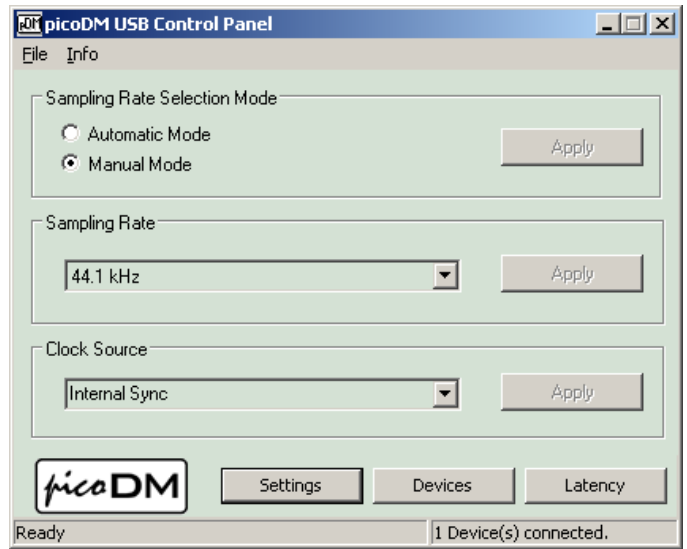 pDM picoDM USB Control Panel
File Info
Sampling Rate Selection Mode
Automatic Mode
Manual Mode
Apply
Sampling Rate
44.1 kHz
Apply
Clock Source
Internal Sync
Apply
picoDM
Settings
Devices
Latency
Ready
1 Device(s) connected.